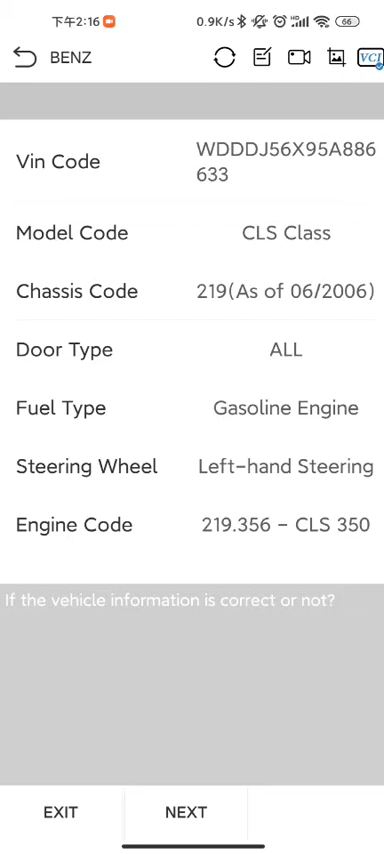 下午2:16 0.9K/s HD 66
BENZ VCI
Vin Code WDDDJ56X95A886
633
Model Code CLS Class
Chassis Code 219(As of 06/2006)
Door Type ALL
Fuel Type Gasoline Engine
Steering Wheel Left-hand Steering
Engine Code 219.356 - CLS 350
If the vehicle information is correct or not?
EXIT NEXT